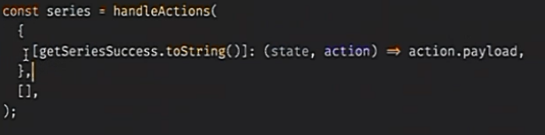 const series = handleActions(
  {
    [getSeriesSuccess.toString()]: (state, action) ⇒ action.payload,
  },
  [],
);